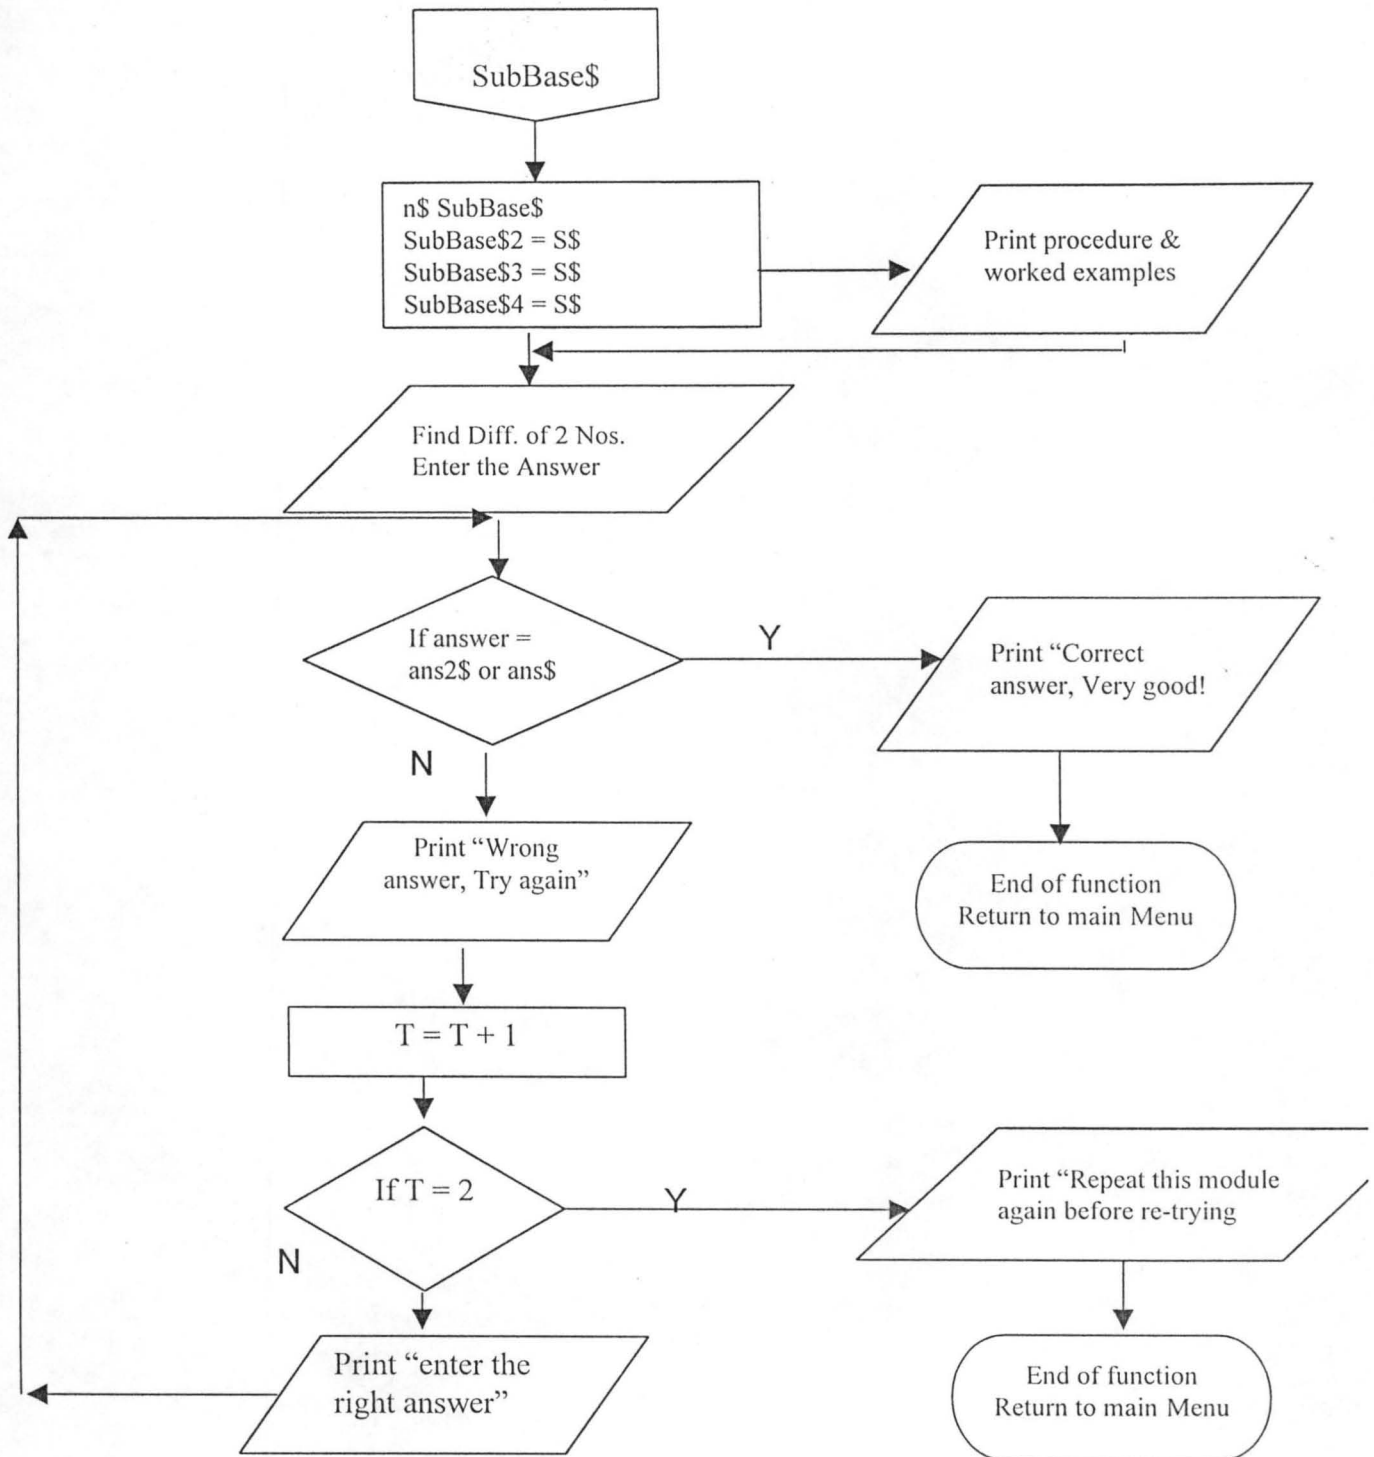 SubBase$
n$ SubBase$
SubBase$2 = S$
SubBase$3 = S$
SubBase$4 = S$
Print procedure &
worked examples
Find Diff. of 2 Nos.
Enter the Answer
If answer =
ans2$ or ans$
Y
Print “Correct
answer, Very good!
N
Print “Wrong
answer, Try again”
End of function
Return to main Menu
T = T + 1
If T = 2
Y
Print “Repeat this module
again before re-trying
N
Print “enter the
right answer”
End of function
Return to main Menu